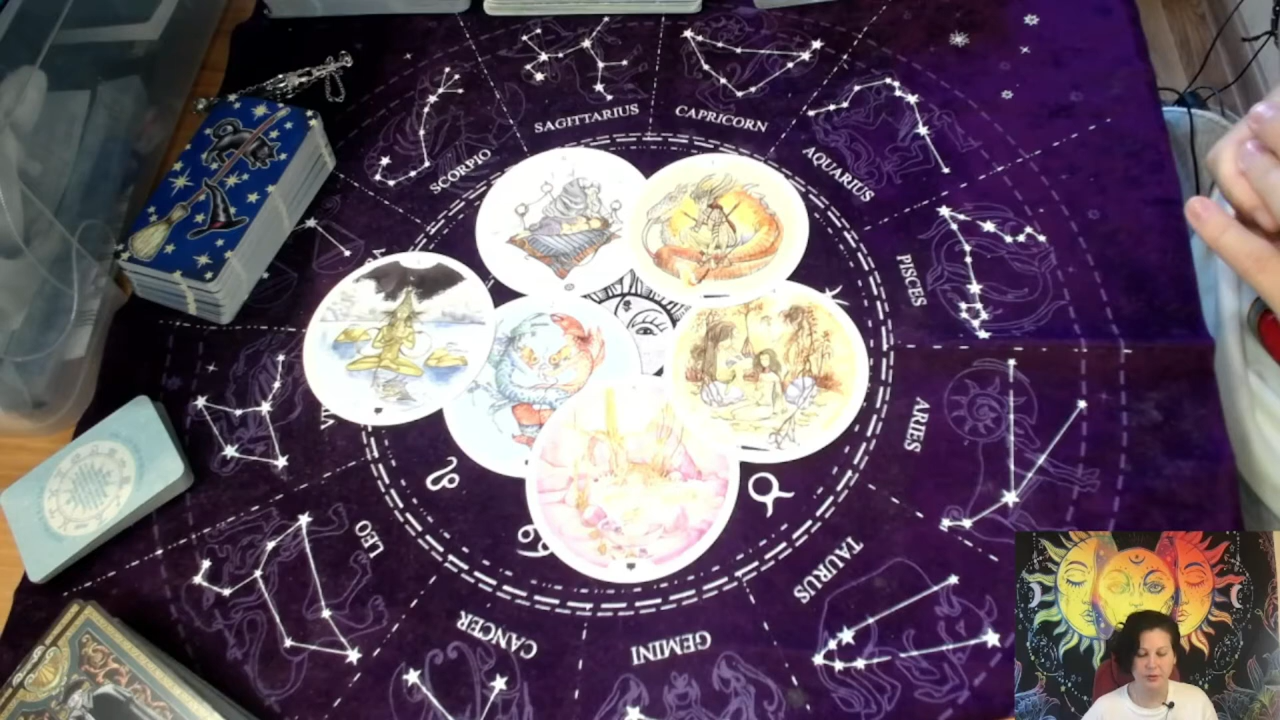 SAGITTARIUS
CAPRICORN
SCORPIO
AQUARIUS
PISCES
ARIES
LEO
TAURUS
CANCER
GEMINI